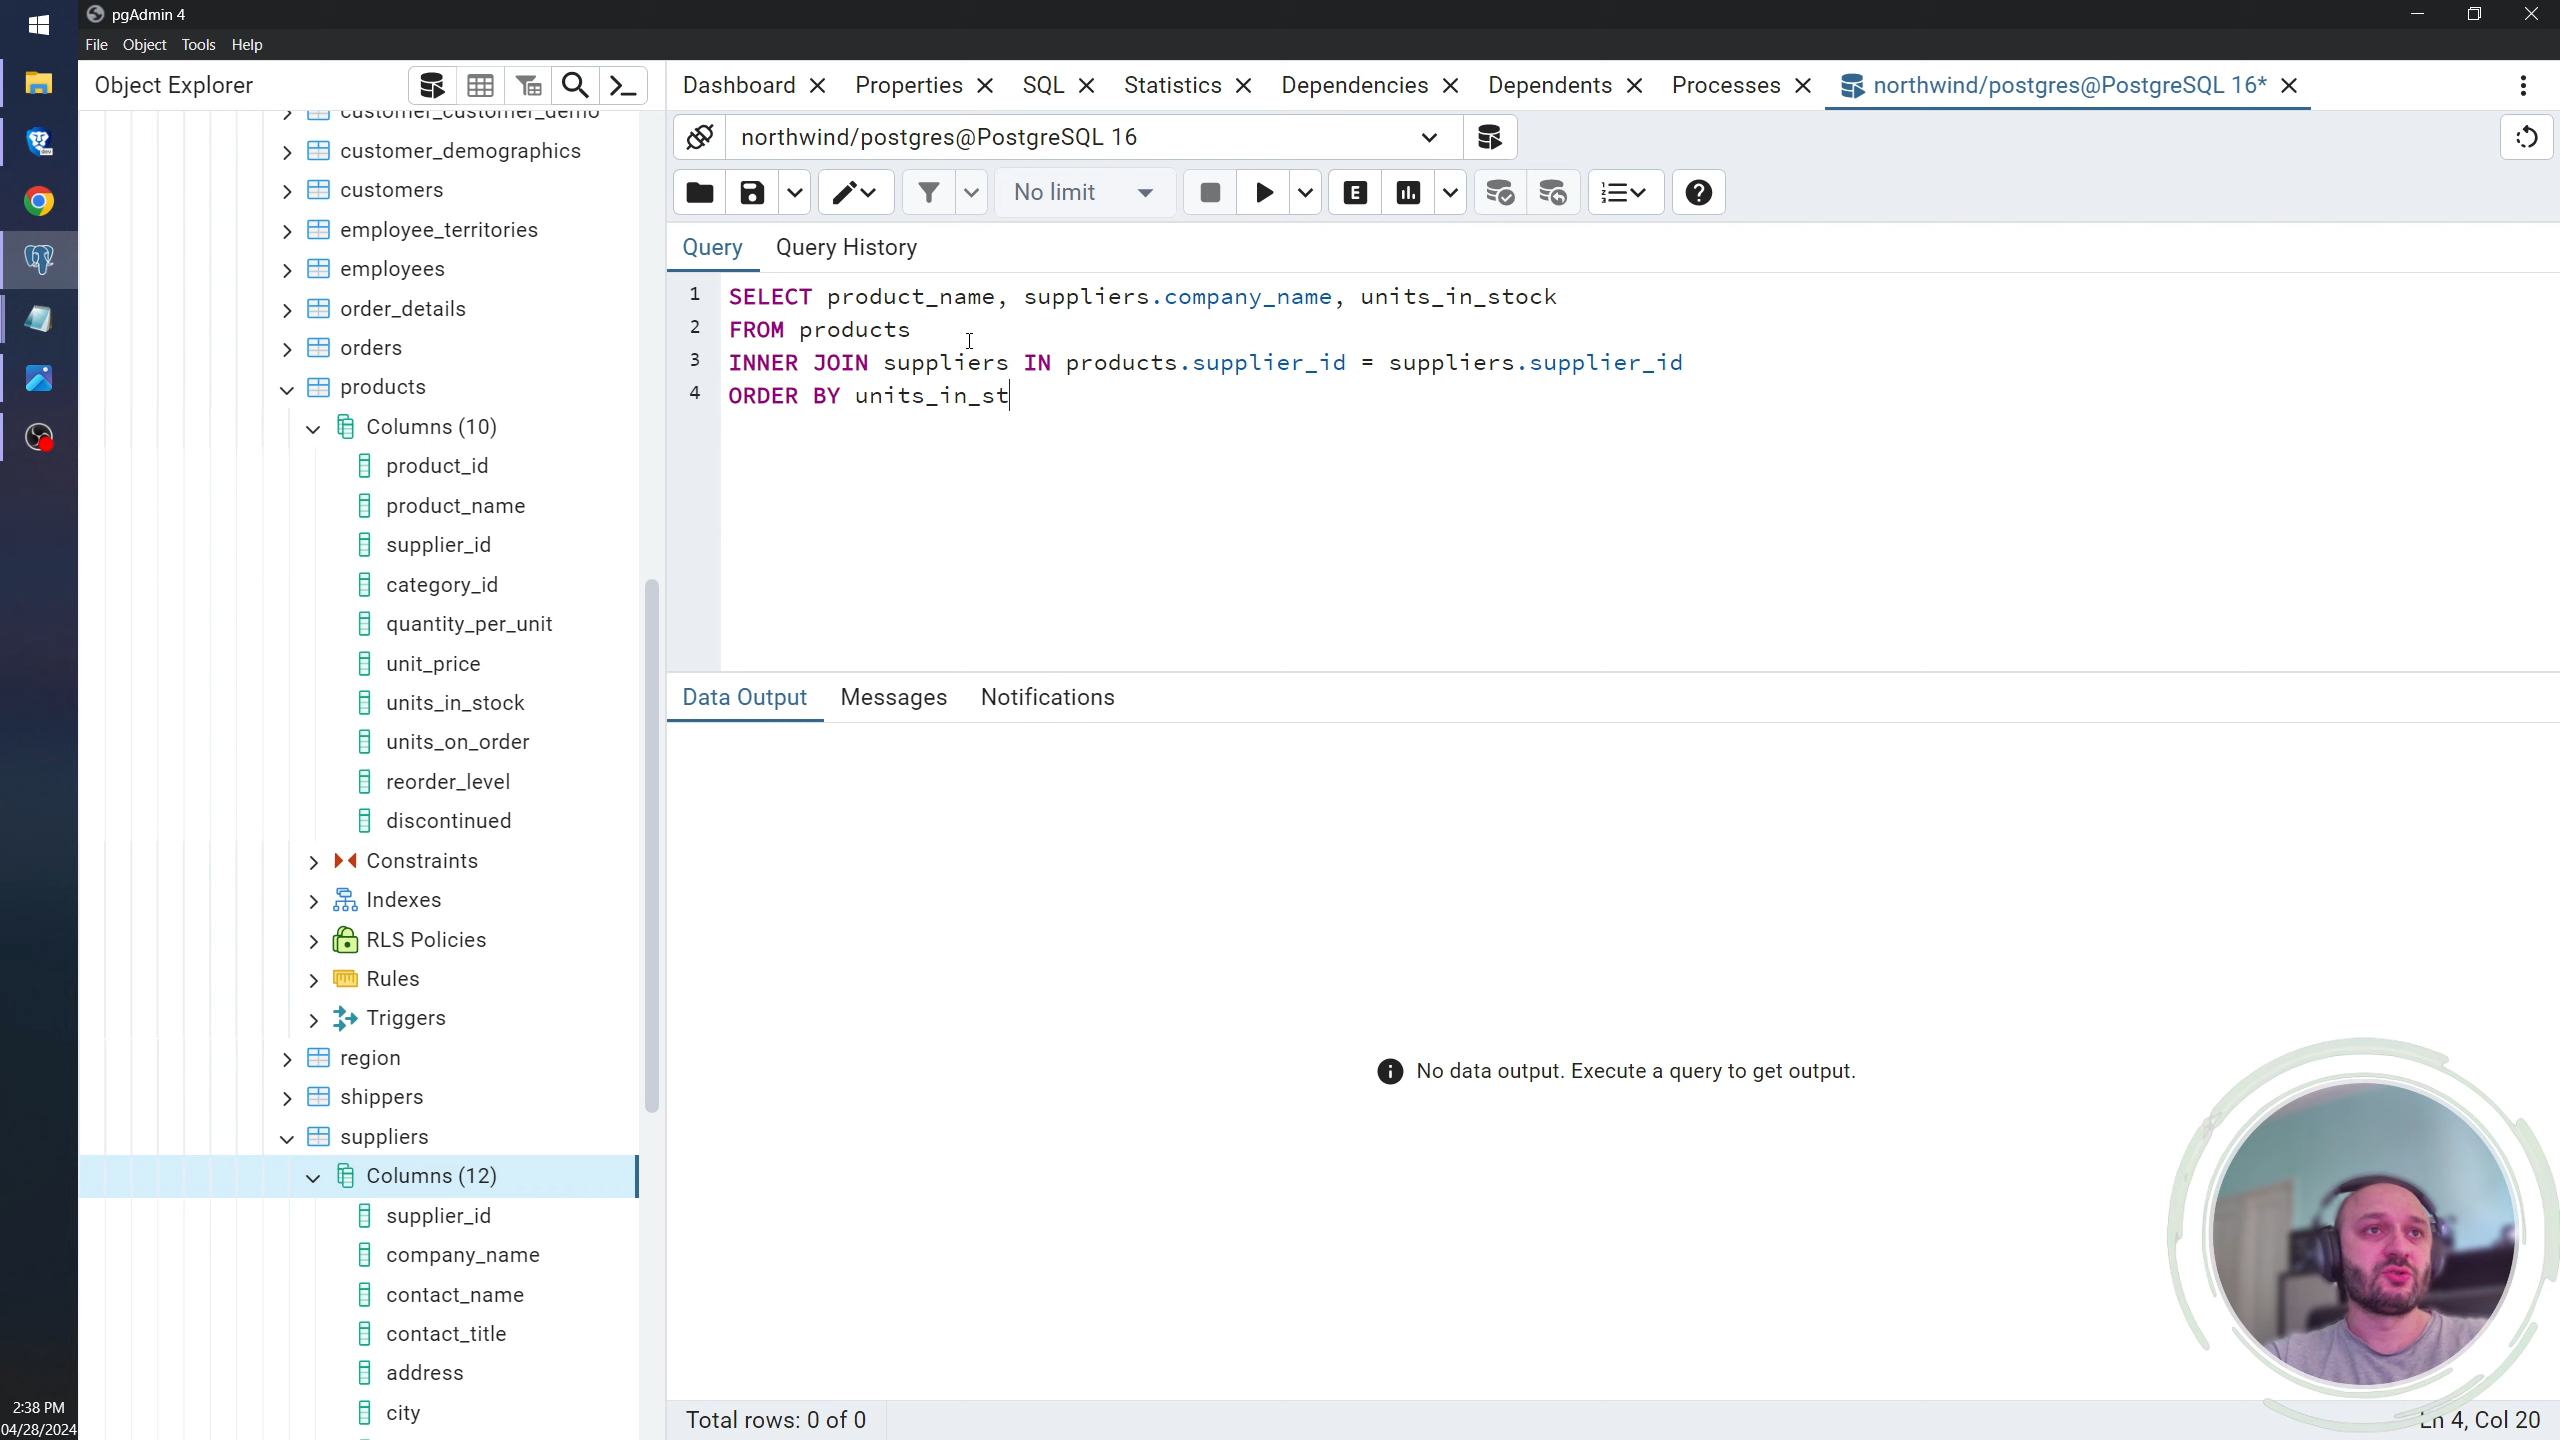 pgAdmin 4
File Object Tools Help
Object Explorer
Dashboard Properties SQL Statistics Dependencies Dependents Processes northwind/postgres@PostgreSQL 16*
northwind/postgres@PostgreSQL 16
No limit
E
Query Query History
1 SELECT product_name, suppliers.company_name, units_in_stock
2 FROM products
3 INNER JOIN suppliers IN products.supplier_id = suppliers.supplier_id
4 ORDER BY units_in_st
customer_customer_demo
customer_demographics
customers
employee_territories
employees
order_details
orders
products
Columns (10)
product_id
product_name
supplier_id
category_id
quantity_per_unit
unit_price
units_in_stock
units_on_order
reorder_level
discontinued
Constraints
Indexes
RLS Policies
Rules
Triggers
region
shippers
suppliers
Columns (12)
supplier_id
company_name
contact_name
contact_title
address
city
Data Output Messages Notifications
No data output. Execute a query to get output.
Total rows: 0 of 0
Ln 4, Col 20
2:38 PM
04/28/2024